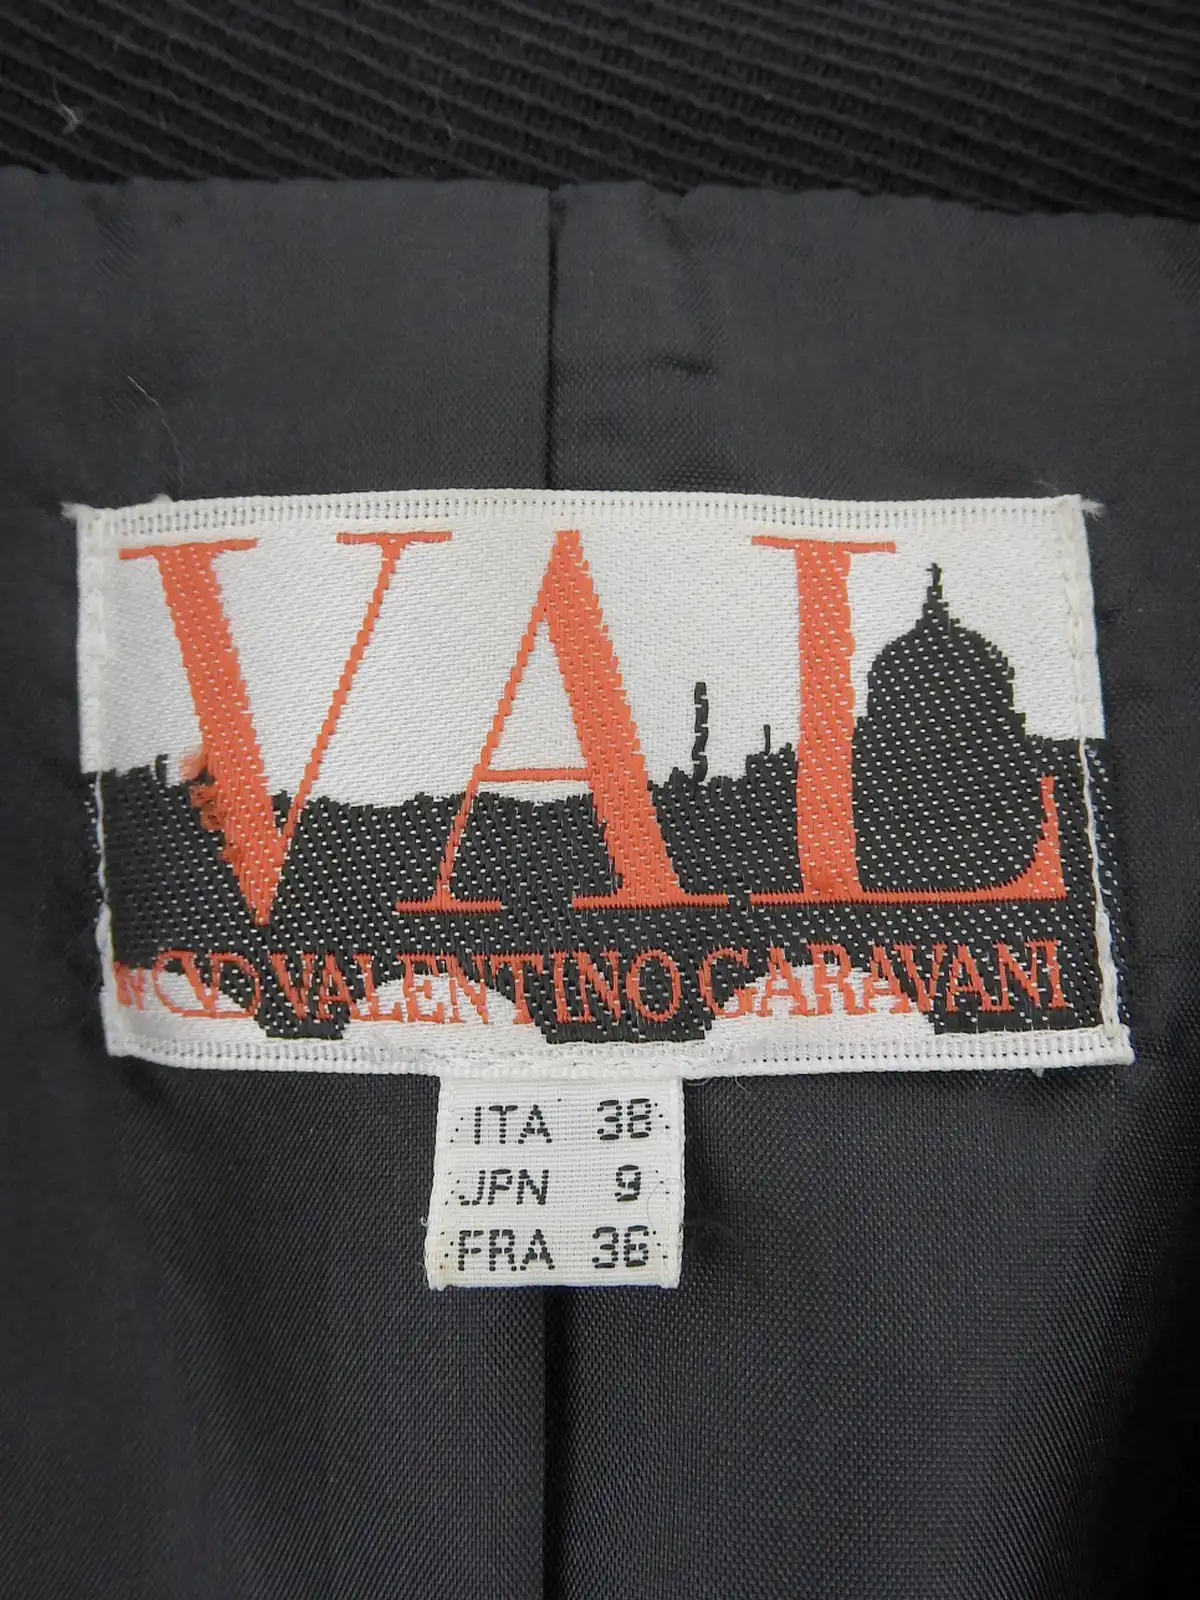 VAL
BY V VALENTINO GARAVANI
ITA 38
JPN 9
FRA 36